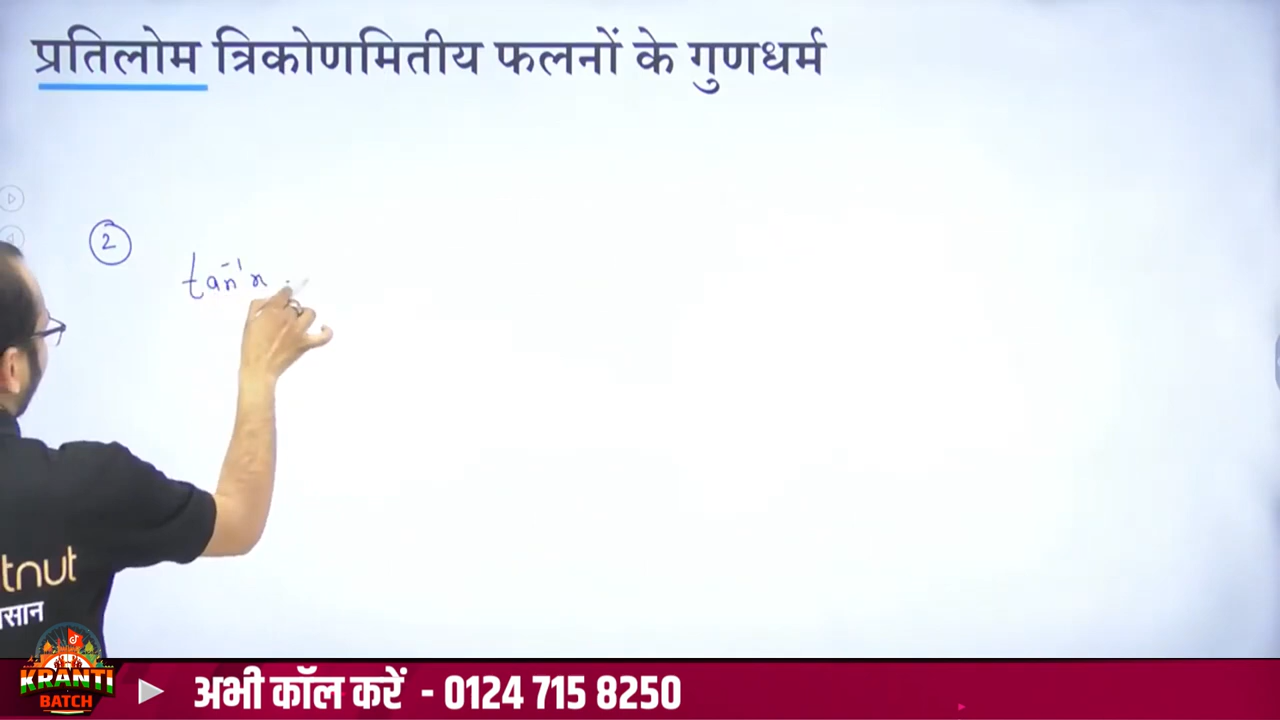 प्रतिलोम त्रिकोणमितीय फलनों के गुणधर्म
2
tan⁻¹x
tnut
सान
KRANTI
BATCH
अभी कॉल करें - 0124 715 8250